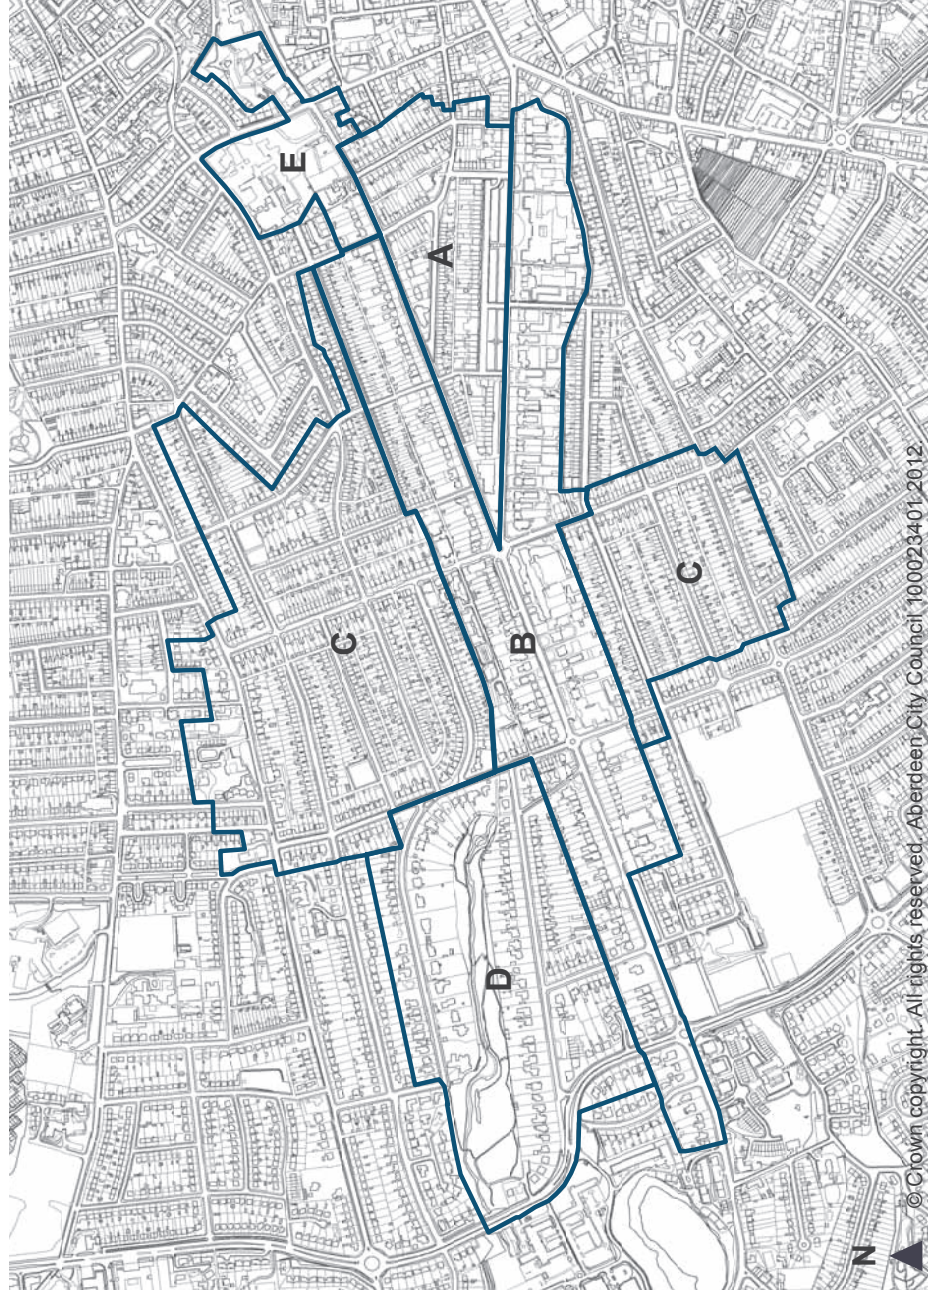 E
A
C
B
C
D
N
© Crown copyright. All rights reserved. Aberdeen City Council 100023401 2012.